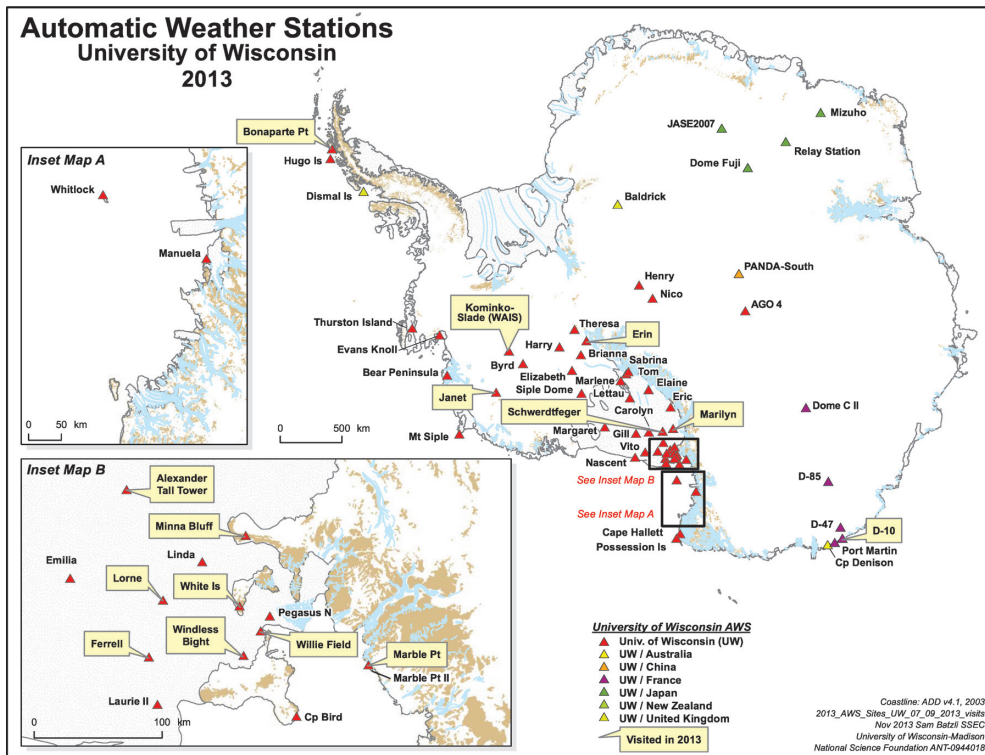 Automatic Weather Stations
University of Wisconsin
2013
Bonaparte Pt
Hugo Is
Dismal Is
Mizuho
JASE2007
Relay Station
Dome Fuji
Baldrick
PANDA-South
AGO 4
Henry
Nico
Inset Map A
Whitlock
Manuela
0 50 km
Thurston Island
Evans Knoll
Bear Peninsula
Kominko-
Slade (WAIS)
Byrd
Janet
Mt Siple
Theresa
Harry
Erin
Brianna
Sabrina
Tom
Elizabeth
Marlene
Elaine
Siple Dome
Lettau
Eric
Carolyn
Schwerdtfeger
Marilyn
Margaret
Gill
Vito
Nascent
See Inset Map B
See Inset Map A
Cape Hallett
Possession Is
0 500 km
Dome C II
D-85
D-47
D-10
Port Martin
Cp Denison
Inset Map B
Alexander
Tall Tower
Minna Bluff
Emilia
Linda
Lorne
White Is
Pegasus N
Windless
Bight
Willie Field
Ferrell
Marble Pt
Marble Pt II
Laurie II
Cp Bird
0 100 km
University of Wisconsin AWS
Univ. of Wisconsin (UW)
UW / Australia
UW / China
UW / France
UW / Japan
UW / New Zealand
UW / United Kingdom
Visited in 2013
Coastline: ADD v4.1, 2003
2013_AWS_Sites_UW_07_09_2013_visits
Nov 2013 Sam Batzli SSEC
University of Wisconsin-Madison
National Science Foundation ANT-0944018